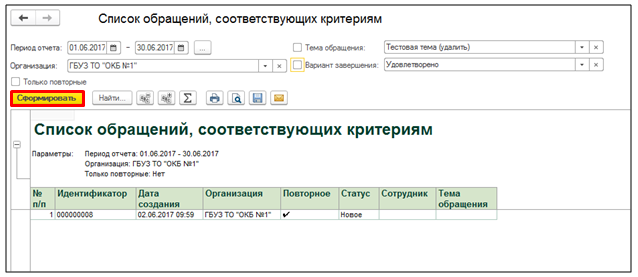 Список обращений, соответствующих критериям
Период отчета: 01.06.2017 - 30.06.2017 ... Тема обращения: Тестовая тема (удалить)
Организация: ГБУЗ ТО "ОКБ №1" Вариант завершения: Удовлетворено
Только повторные
Сформировать Найти... Σ
Список обращений, соответствующих критериям
Параметры: Период отчета: 01.06.2017 - 30.06.2017
Организация: ГБУЗ ТО "ОКБ №1"
Только повторные: Нет
№ п/п Идентификатор Дата создания Организация Повторное Статус Сотрудник Тема обращения
1 000000008 02.06.2017 09:59 ГБУЗ ТО "ОКБ №1" ✔ Новое